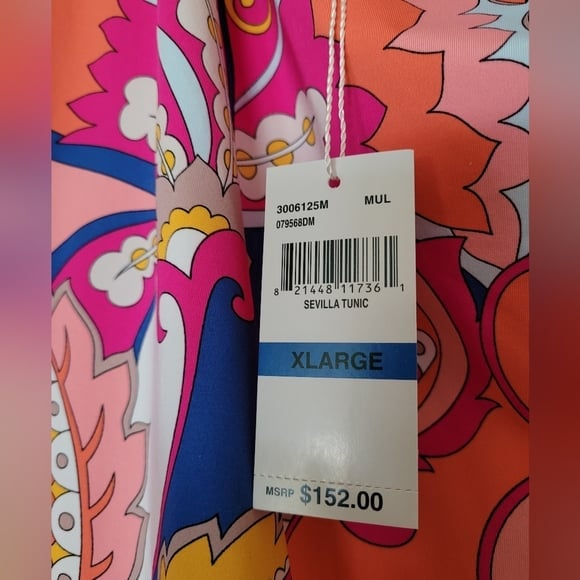 3006125M MUL
079568DM
8 21448 11736 1
SEVILLA TUNIC
XLARGE
MSRP $152.00